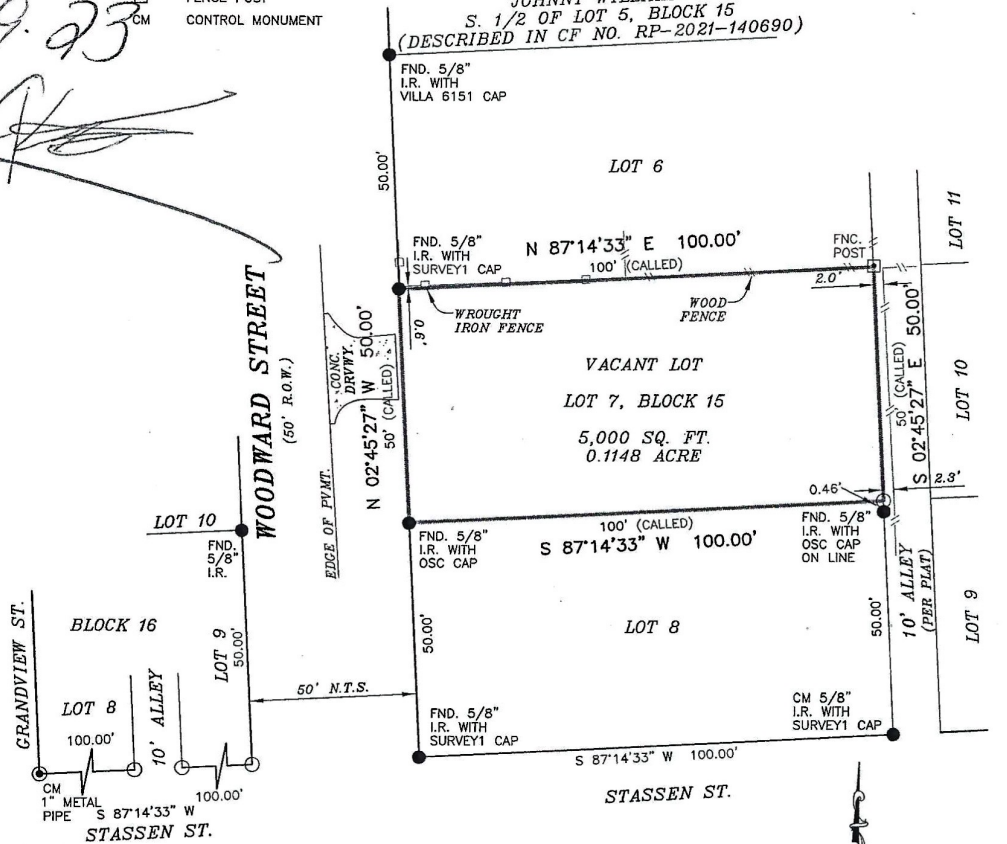 9.23
FENCE POST
CM CONTROL MONUMENT
S. 1/2 OF LOT 5, BLOCK 15
(DESCRIBED IN CF NO. RP-2021-140690)
FND. 5/8"
I.R. WITH
VILLA 6151 CAP
50.00'
LOT 6
LOT 11
FND. 5/8"
I.R. WITH
SURVEY1 CAP
N 87°14'33" E 100.00'
100' (CALLED)
FNC.
POST
2.0'
WROUGHT
IRON FENCE
WOOD
FENCE
0.6'
WOODWARD STREET
(50' R.O.W.)
CONC.
DRVWY.
EDGE OF PVMT.
N 02°45'27" W 50.00'
50' (CALLED)
VACANT LOT
LOT 7, BLOCK 15
5,000 SQ. FT.
0.1148 ACRE
50' (CALLED)
S 02°45'27" E 50.00'
LOT 10
0.46'
2.3'
100' (CALLED)
S 87°14'33" W 100.00'
FND. 5/8"
I.R. WITH
OSC CAP
FND. 5/8"
I.R. WITH
OSC CAP
ON LINE
LOT 10
FND.
5/8"
I.R.
10' ALLEY
(PER PLAT)
LOT 9
GRANDVIEW ST.
BLOCK 16
LOT 8
100.00'
10' ALLEY
LOT 9
50.00'
50' N.T.S.
50.00'
LOT 8
50.00'
FND. 5/8"
I.R. WITH
SURVEY1 CAP
CM 5/8"
I.R. WITH
SURVEY1 CAP
S 87°14'33" W 100.00'
STASSEN ST.
CM
1" METAL
PIPE
S 87°14'33" W
100.00'
STASSEN ST.